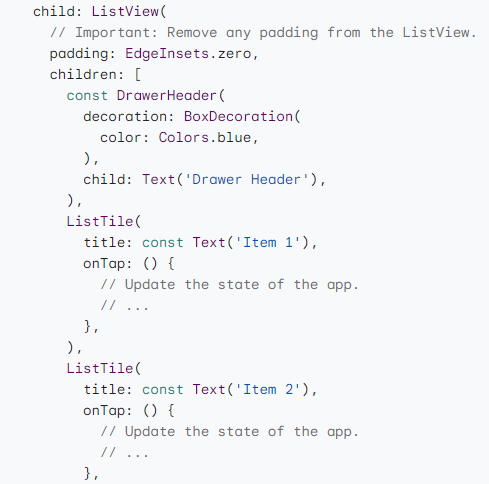 child: ListView(
// Important: Remove any padding from the ListView.
padding: EdgeInsets.zero,
children: [
const DrawerHeader(
decoration: BoxDecoration(
color: Colors.blue,
),
child: Text('Drawer Header'),
),
ListTile(
title: const Text('Item 1'),
onTap: () {
// Update the state of the app.
// ...
},
),
ListTile(
title: const Text('Item 2'),
onTap: () {
// Update the state of the app.
// ...
},